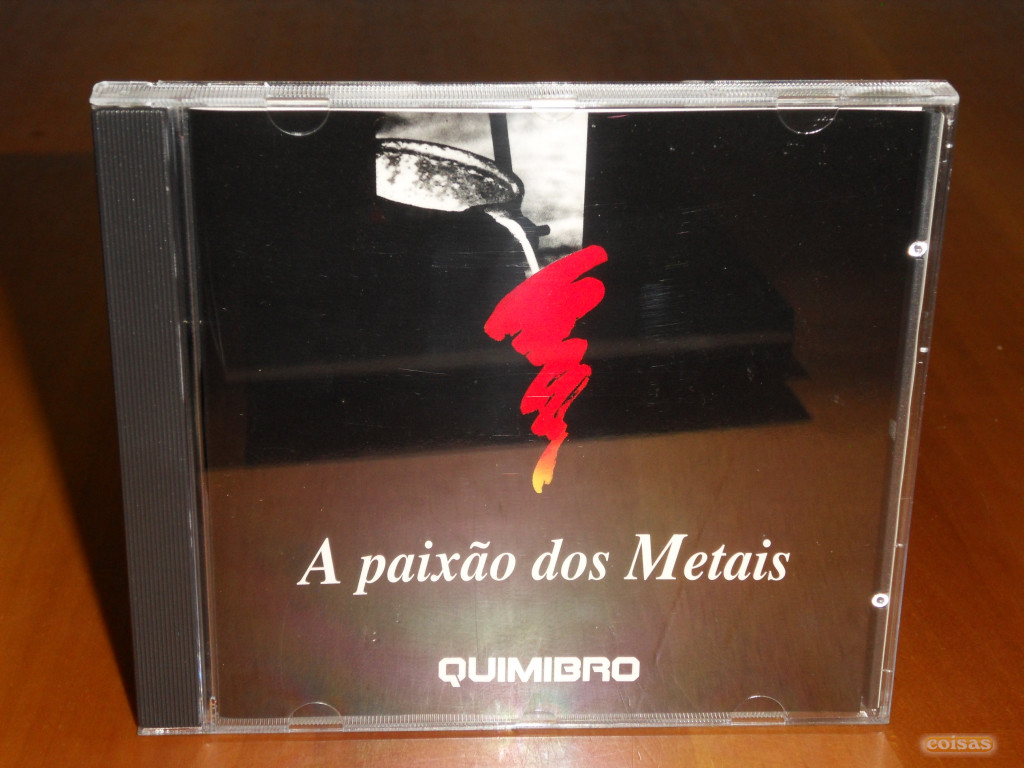 A paixão dos Metais
QUIMIBRO
coisas